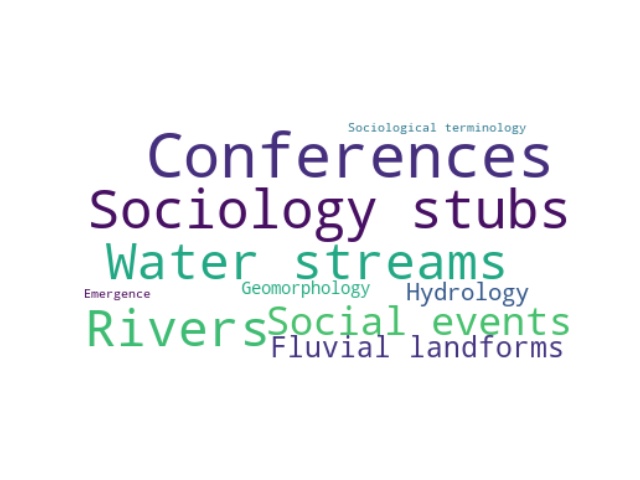 Sociological terminology
Conferences
Sociology stubs
Water streams
Emergence
Geomorphology
Hydrology
Rivers
Social events
Fluvial landforms